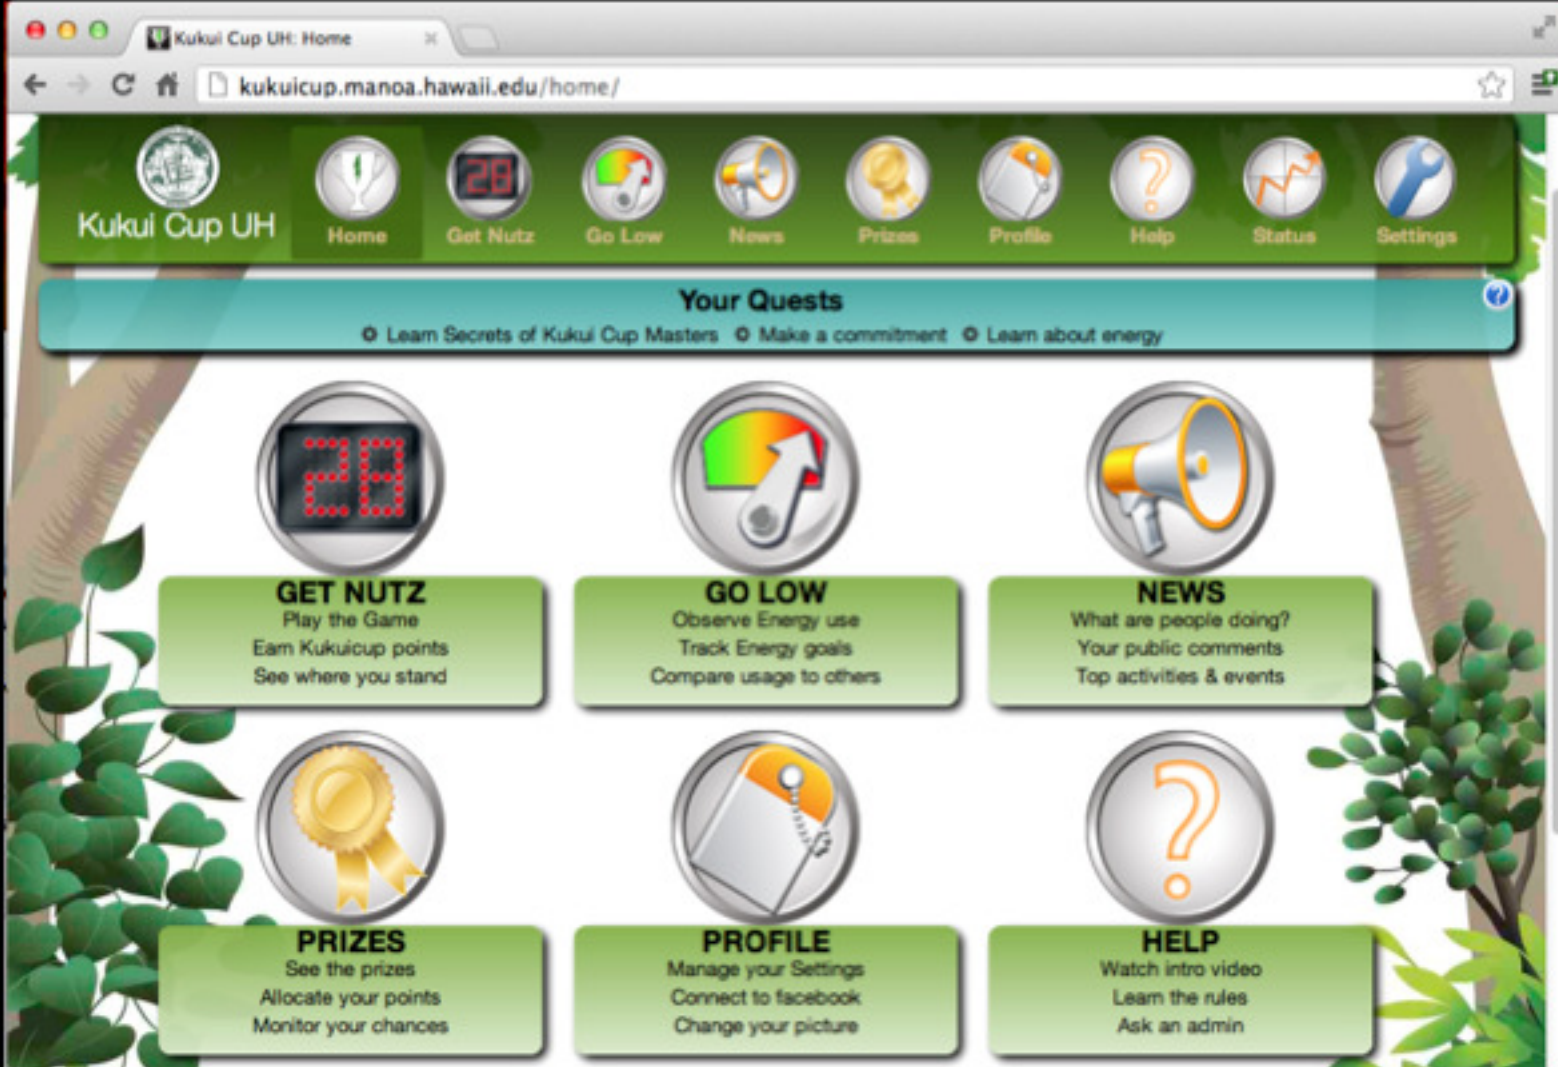 Kukui Cup UH: Home
kukuicup.manoa.hawaii.edu/home/
Kukui Cup UH
Home
28
Get Nutz
Go Low
News
Prizes
Profile
Help
Status
Settings
Your Quests
Learn Secrets of Kukui Cup Masters Make a commitment Learn about energy
28
GET NUTZ
Play the Game
Earn Kukuicup points
See where you stand
GO LOW
Observe Energy use
Track Energy goals
Compare usage to others
NEWS
What are people doing?
Your public comments
Top activities & events
PRIZES
See the prizes
Allocate your points
Monitor your chances
PROFILE
Manage your Settings
Connect to facebook
Change your picture
?
HELP
Watch intro video
Learn the rules
Ask an admin